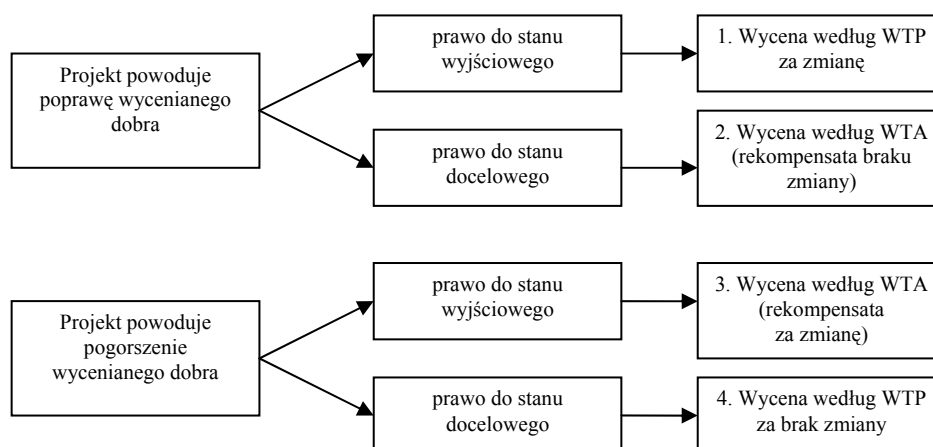 Projekt powoduje
poprawę wycenianego
dobra
prawo do stanu
wyjściowego
1. Wycena według WTP
za zmianę
prawo do stanu
docelowego
2. Wycena według WTA
(rekompensata braku
zmiany)
Projekt powoduje
pogorszenie
wycenianego dobra
prawo do stanu
wyjściowego
3. Wycena według WTA
(rekompensata
za zmianę)
prawo do stanu
docelowego
4. Wycena według WTP
za brak zmiany